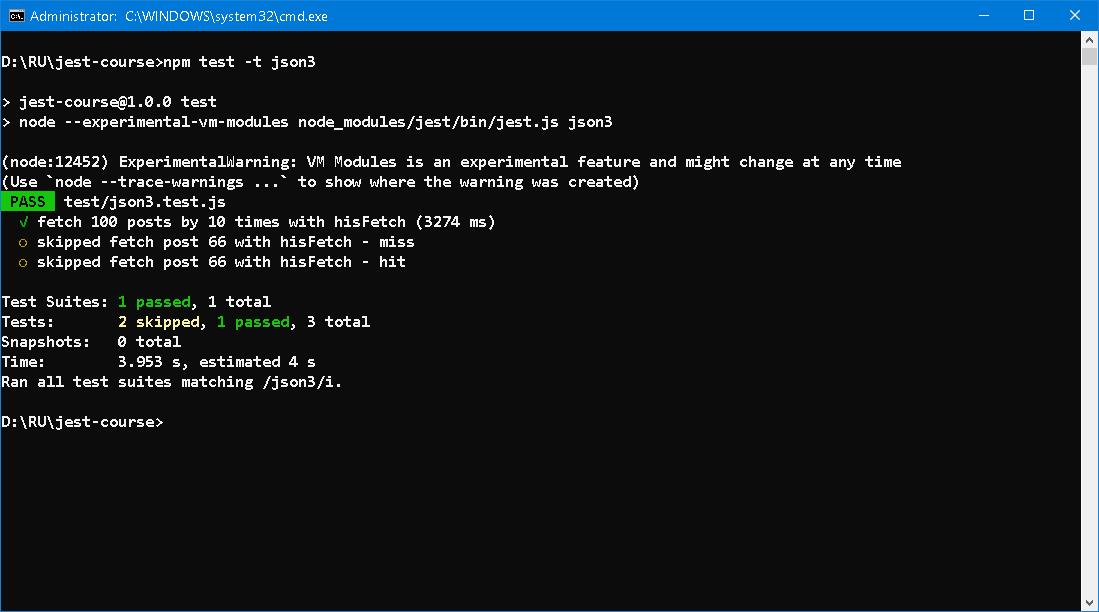 Administrator: C:\WINDOWS\system32\cmd.exe
D:\RU\jest-course>npm test -t json3
> jest-course@1.0.0 test
> node --experimental-vm-modules node_modules/jest/bin/jest.js json3
(node:12452) ExperimentalWarning: VM Modules is an experimental feature and might change at any time
(Use `node --trace-warnings ...` to show where the warning was created)
PASS test/json3.test.js
√ fetch 100 posts by 10 times with hisFetch (3274 ms)
○ skipped fetch post 66 with hisFetch - miss
○ skipped fetch post 66 with hisFetch - hit
Test Suites: 1 passed, 1 total
Tests: 2 skipped, 1 passed, 3 total
Snapshots: 0 total
Time: 3.953 s, estimated 4 s
Ran all test suites matching /json3/i.
D:\RU\jest-course>